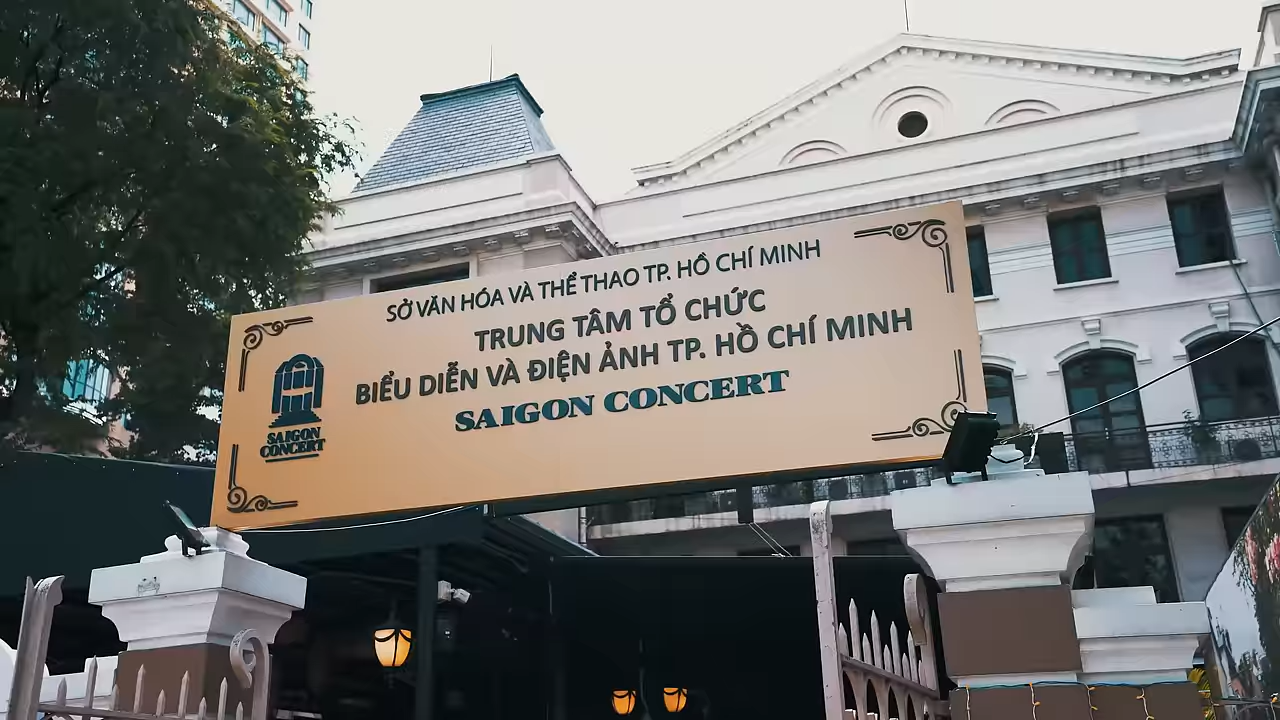 SỞ VĂN HÓA VÀ THỂ THAO TP. HỒ CHÍ MINH
TRUNG TÂM TỔ CHỨC
BIỂU DIỄN VÀ ĐIỆN ẢNH TP. HỒ CHÍ MINH
SAIGON CONCERT
SAIGON
CONCERT